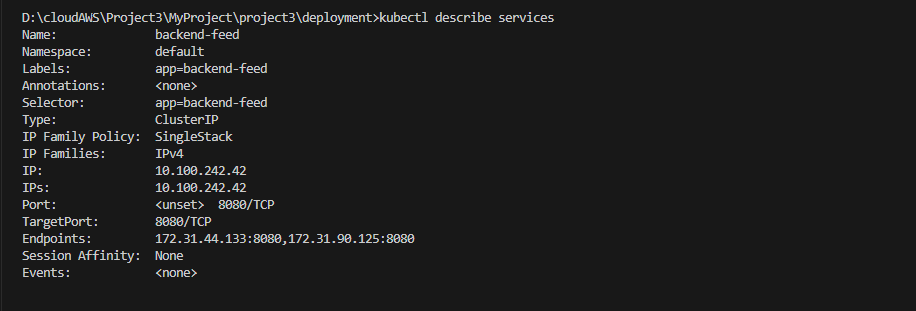 D:\cloudAWS\Project3\MyProject\project3\deployment>kubectl describe services
Name:              backend-feed
Namespace:         default
Labels:            app=backend-feed
Annotations:       <none>
Selector:          app=backend-feed
Type:              ClusterIP
IP Family Policy:  SingleStack
IP Families:       IPv4
IP:                10.100.242.42
IPs:               10.100.242.42
Port:              <unset>  8080/TCP
TargetPort:        8080/TCP
Endpoints:         172.31.44.133:8080,172.31.90.125:8080
Session Affinity:  None
Events:            <none>